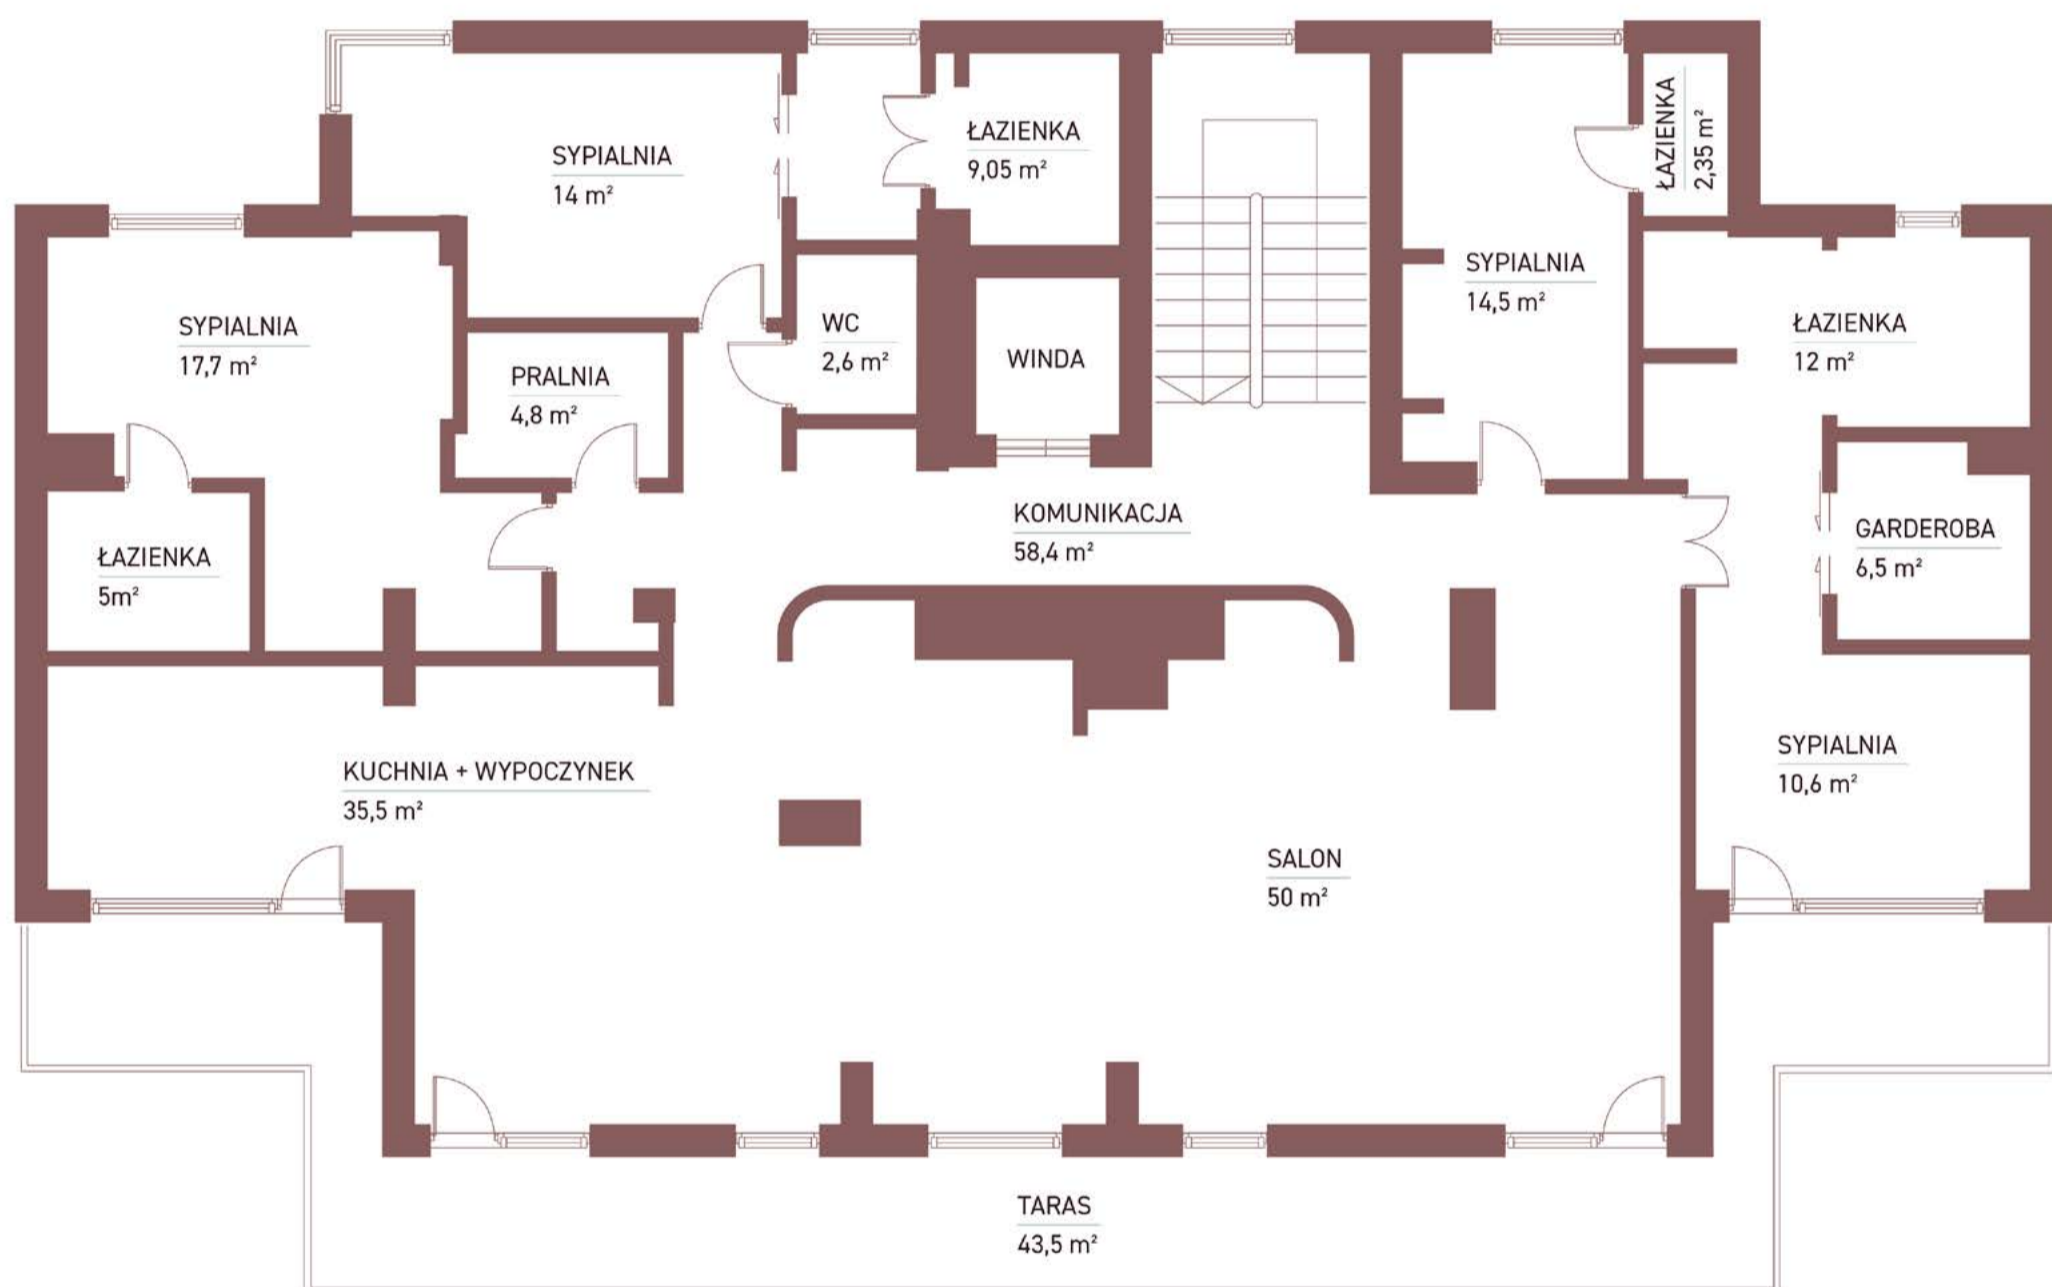 SYPIALNIA
14 m²
ŁAZIENKA
9,05 m²
ŁAZIENKA
2,35 m²
SYPIALNIA
17,7 m²
PRALNIA
4,8 m²
WC
2,6 m²
WINDA
SYPIALNIA
14,5 m²
ŁAZIENKA
12 m²
ŁAZIENKA
5m²
KOMUNIKACJA
58,4 m²
GARDEROBA
6,5 m²
KUCHNIA + WYPOCZYNEK
35,5 m²
SALON
50 m²
SYPIALNIA
10,6 m²
TARAS
43,5 m²